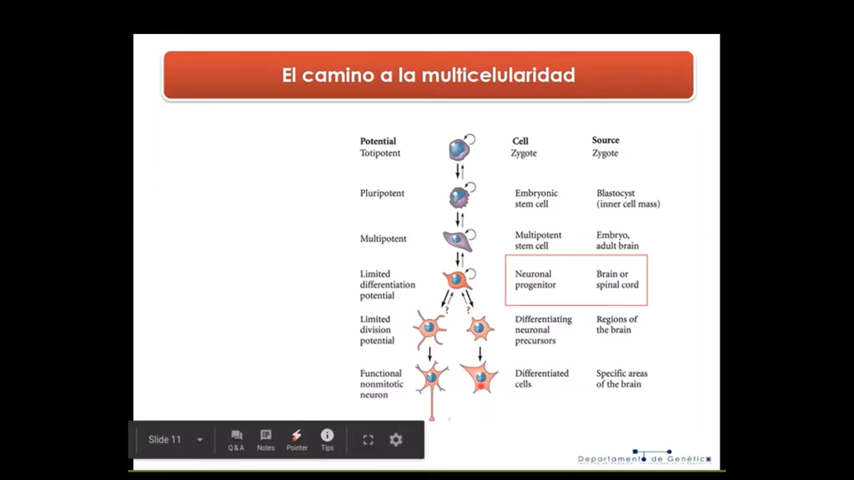 El camino a la multicelularidad
Potential Cell Source
Totipotent Zygote Zygote
Pluripotent Embryonic Blastocyst
stem cell (inner cell mass)
Multipotent Multipotent Embryo,
stem cell adult brain
Limited Neuronal Brain or
differentiation progenitor spinal cord
potential
? ?
Limited Differentiating Regions of
division neuronal the brain
potential precursors
Functional Differentiated Specific areas
nonmitotic cells of the brain
neuron
Slide 11
Q & A Notes Pointer Tips
Departamento de Genética